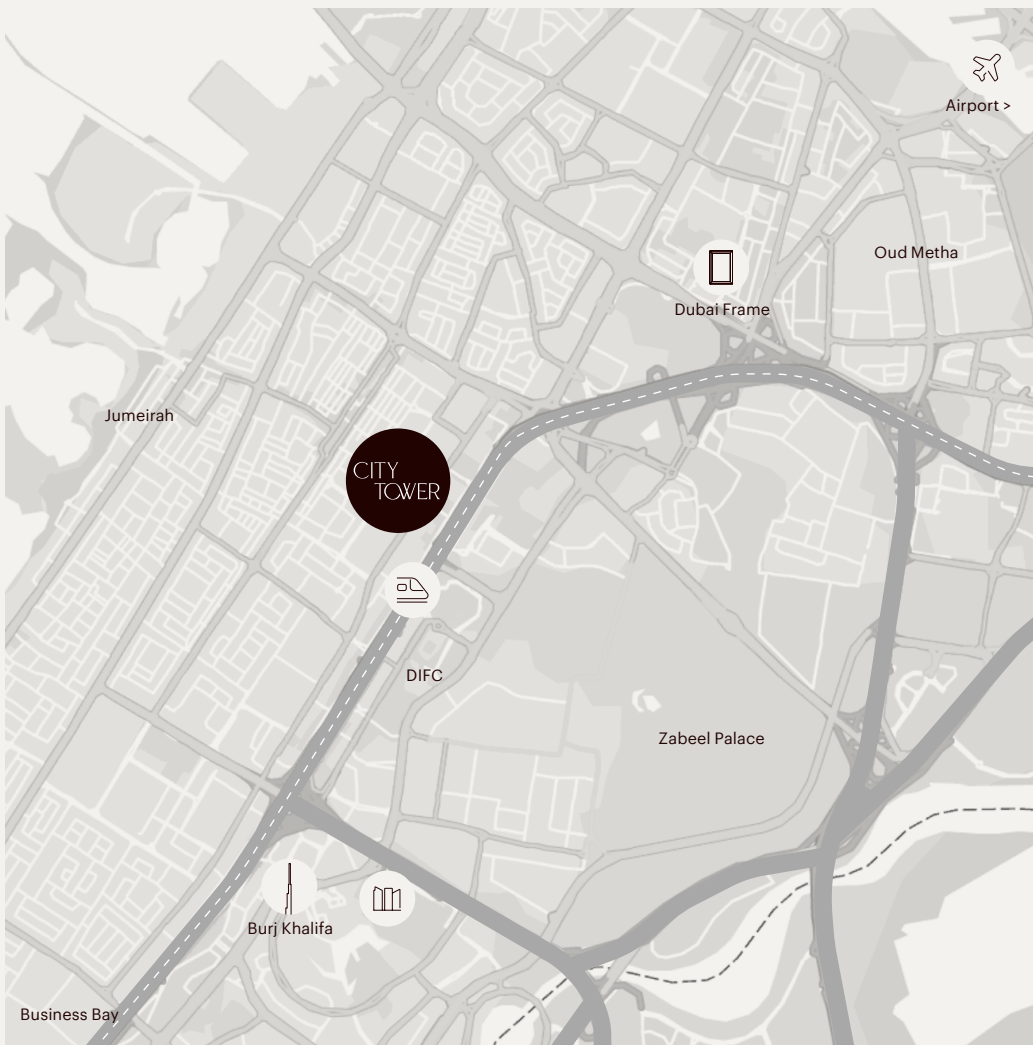 Airport >
Oud Metha
Dubai Frame
Jumeirah
CITY
TOWER
DIFC
Zabeel Palace
Burj Khalifa
Business Bay